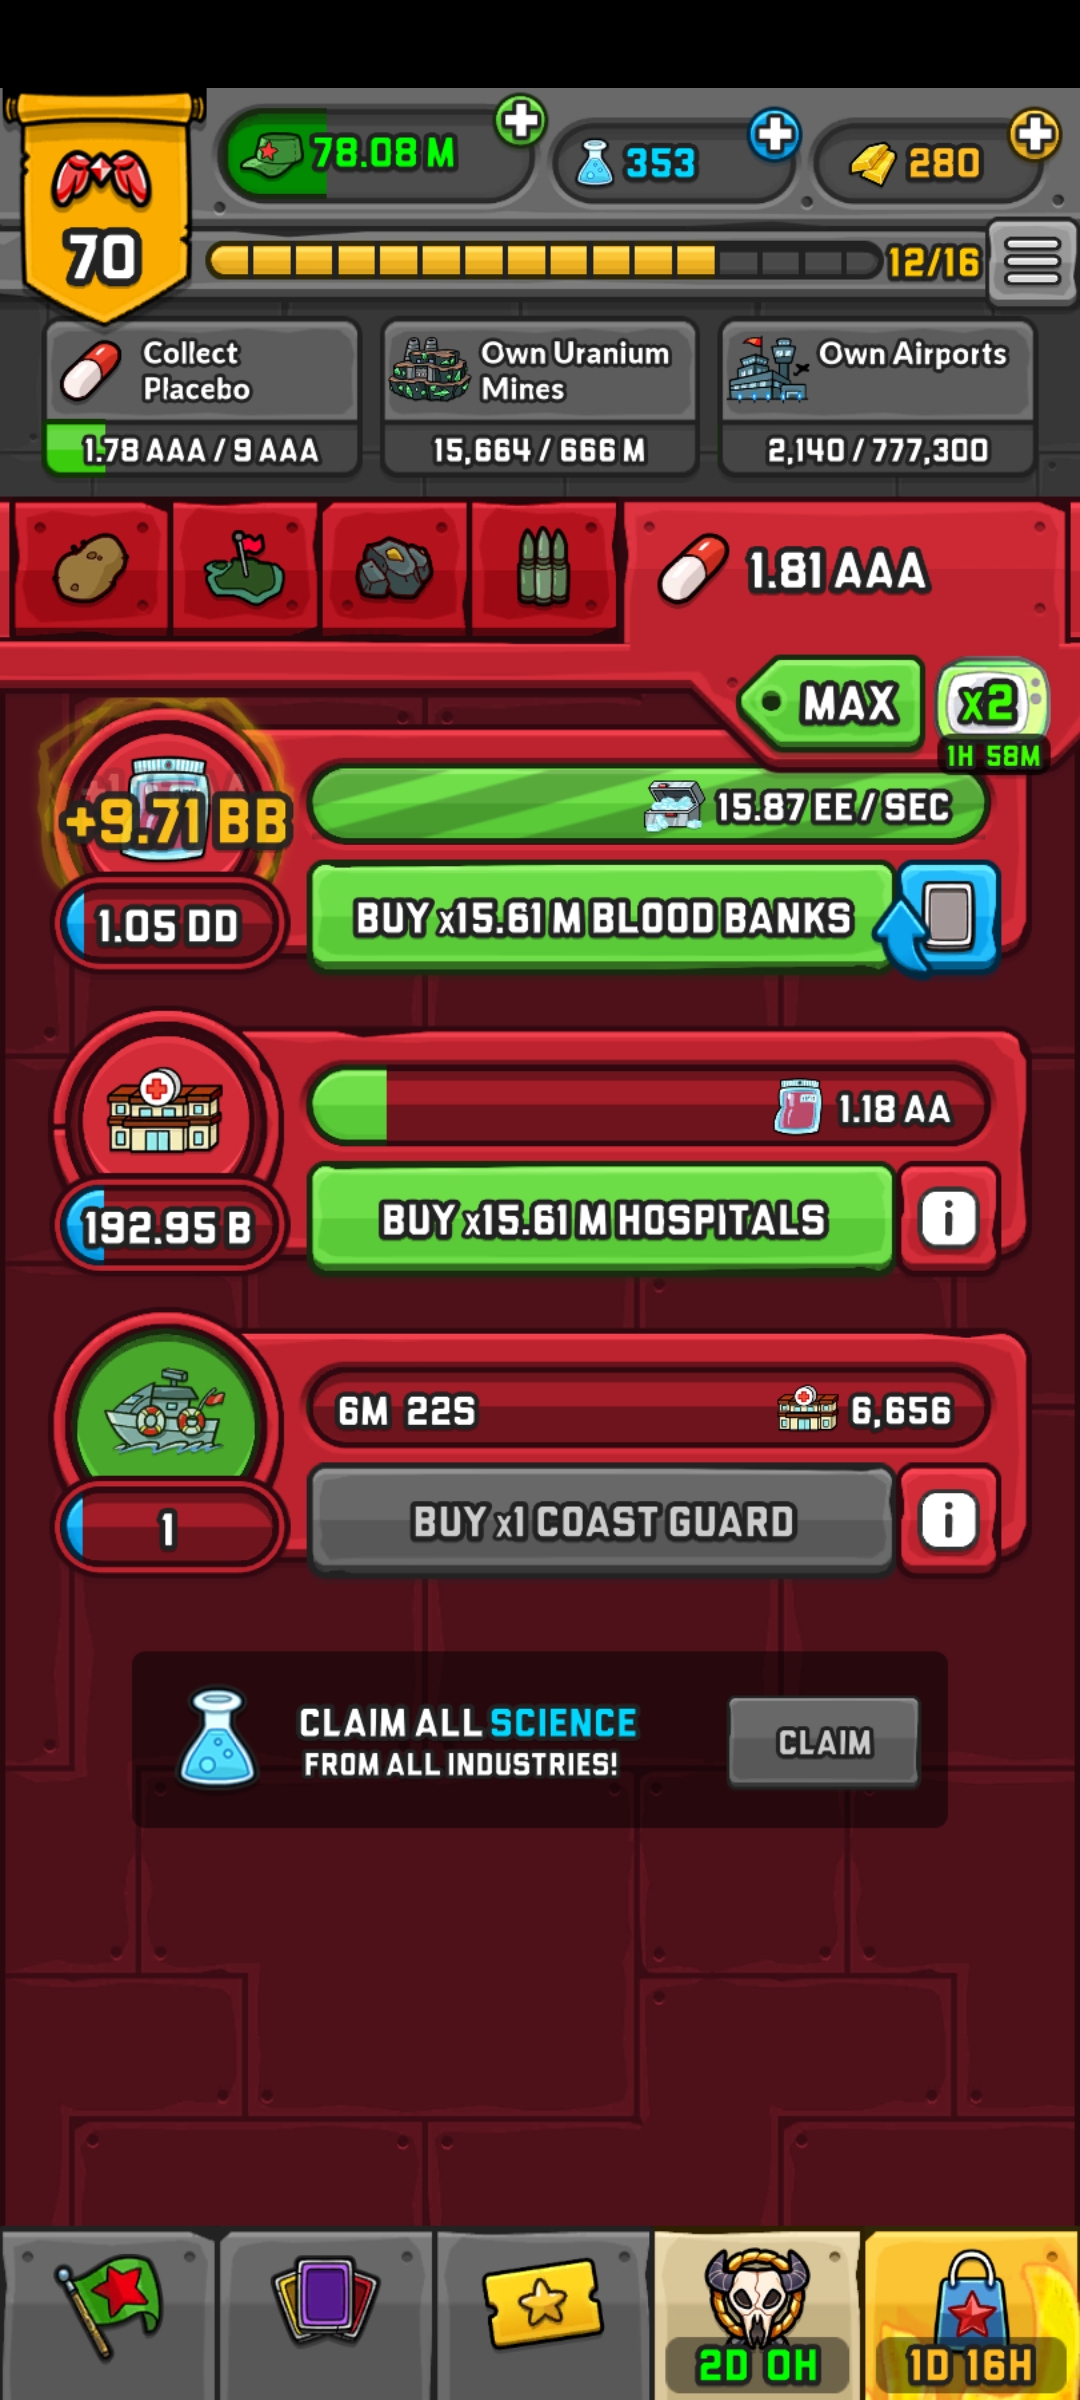 78.08 M
353
280
70
12/16
Collect
Placebo
1.78 AAA / 9 AAA
Own Uranium
Mines
15,664 / 666 M
Own Airports
2,140 / 777,300
1.81 AAA
MAX
x2
1H 58M
+9.71 BB
15.87 EE / SEC
1.05 DD
BUY x15.61 M BLOOD BANKS
1.18 AA
192.95 B
BUY x15.61 M HOSPITALS
i
6M 22S
6,656
1
BUY x1 COAST GUARD
i
CLAIM ALL SCIENCE
FROM ALL INDUSTRIES!
CLAIM
2D 0H
1D 16H